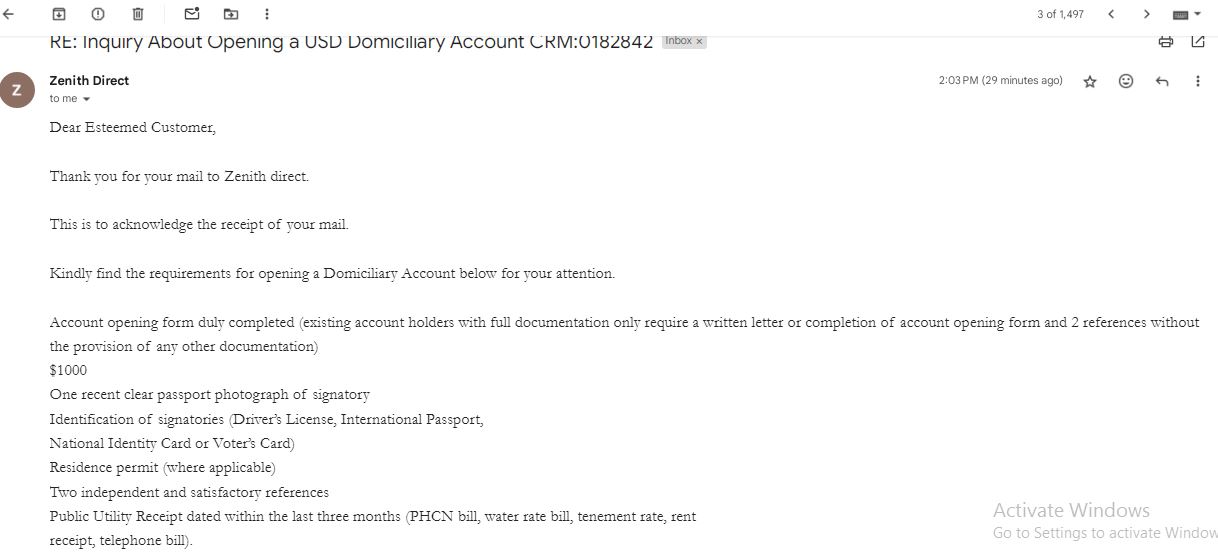 3 of 1,497
RE: Inquiry About Opening a USD Domiciliary Account CRM:0182842 Inbox x
Z
Zenith Direct
2:03 PM (29 minutes ago)
to me
Dear Esteemed Customer,
Thank you for your mail to Zenith direct.
This is to acknowledge the receipt of your mail.
Kindly find the requirements for opening a Domiciliary Account below for your attention.
Account opening form duly completed (existing account holders with full documentation only require a written letter or completion of account opening form and 2 references without
the provision of any other documentation)
$1000
One recent clear passport photograph of signatory
Identification of signatories (Driver's License, International Passport,
National Identity Card or Voter's Card)
Residence permit (where applicable)
Two independent and satisfactory references
Public Utility Receipt dated within the last three months (PHCN bill, water rate bill, tenement rate, rent
receipt, telephone bill).
Activate Windows
Go to Settings to activate Window